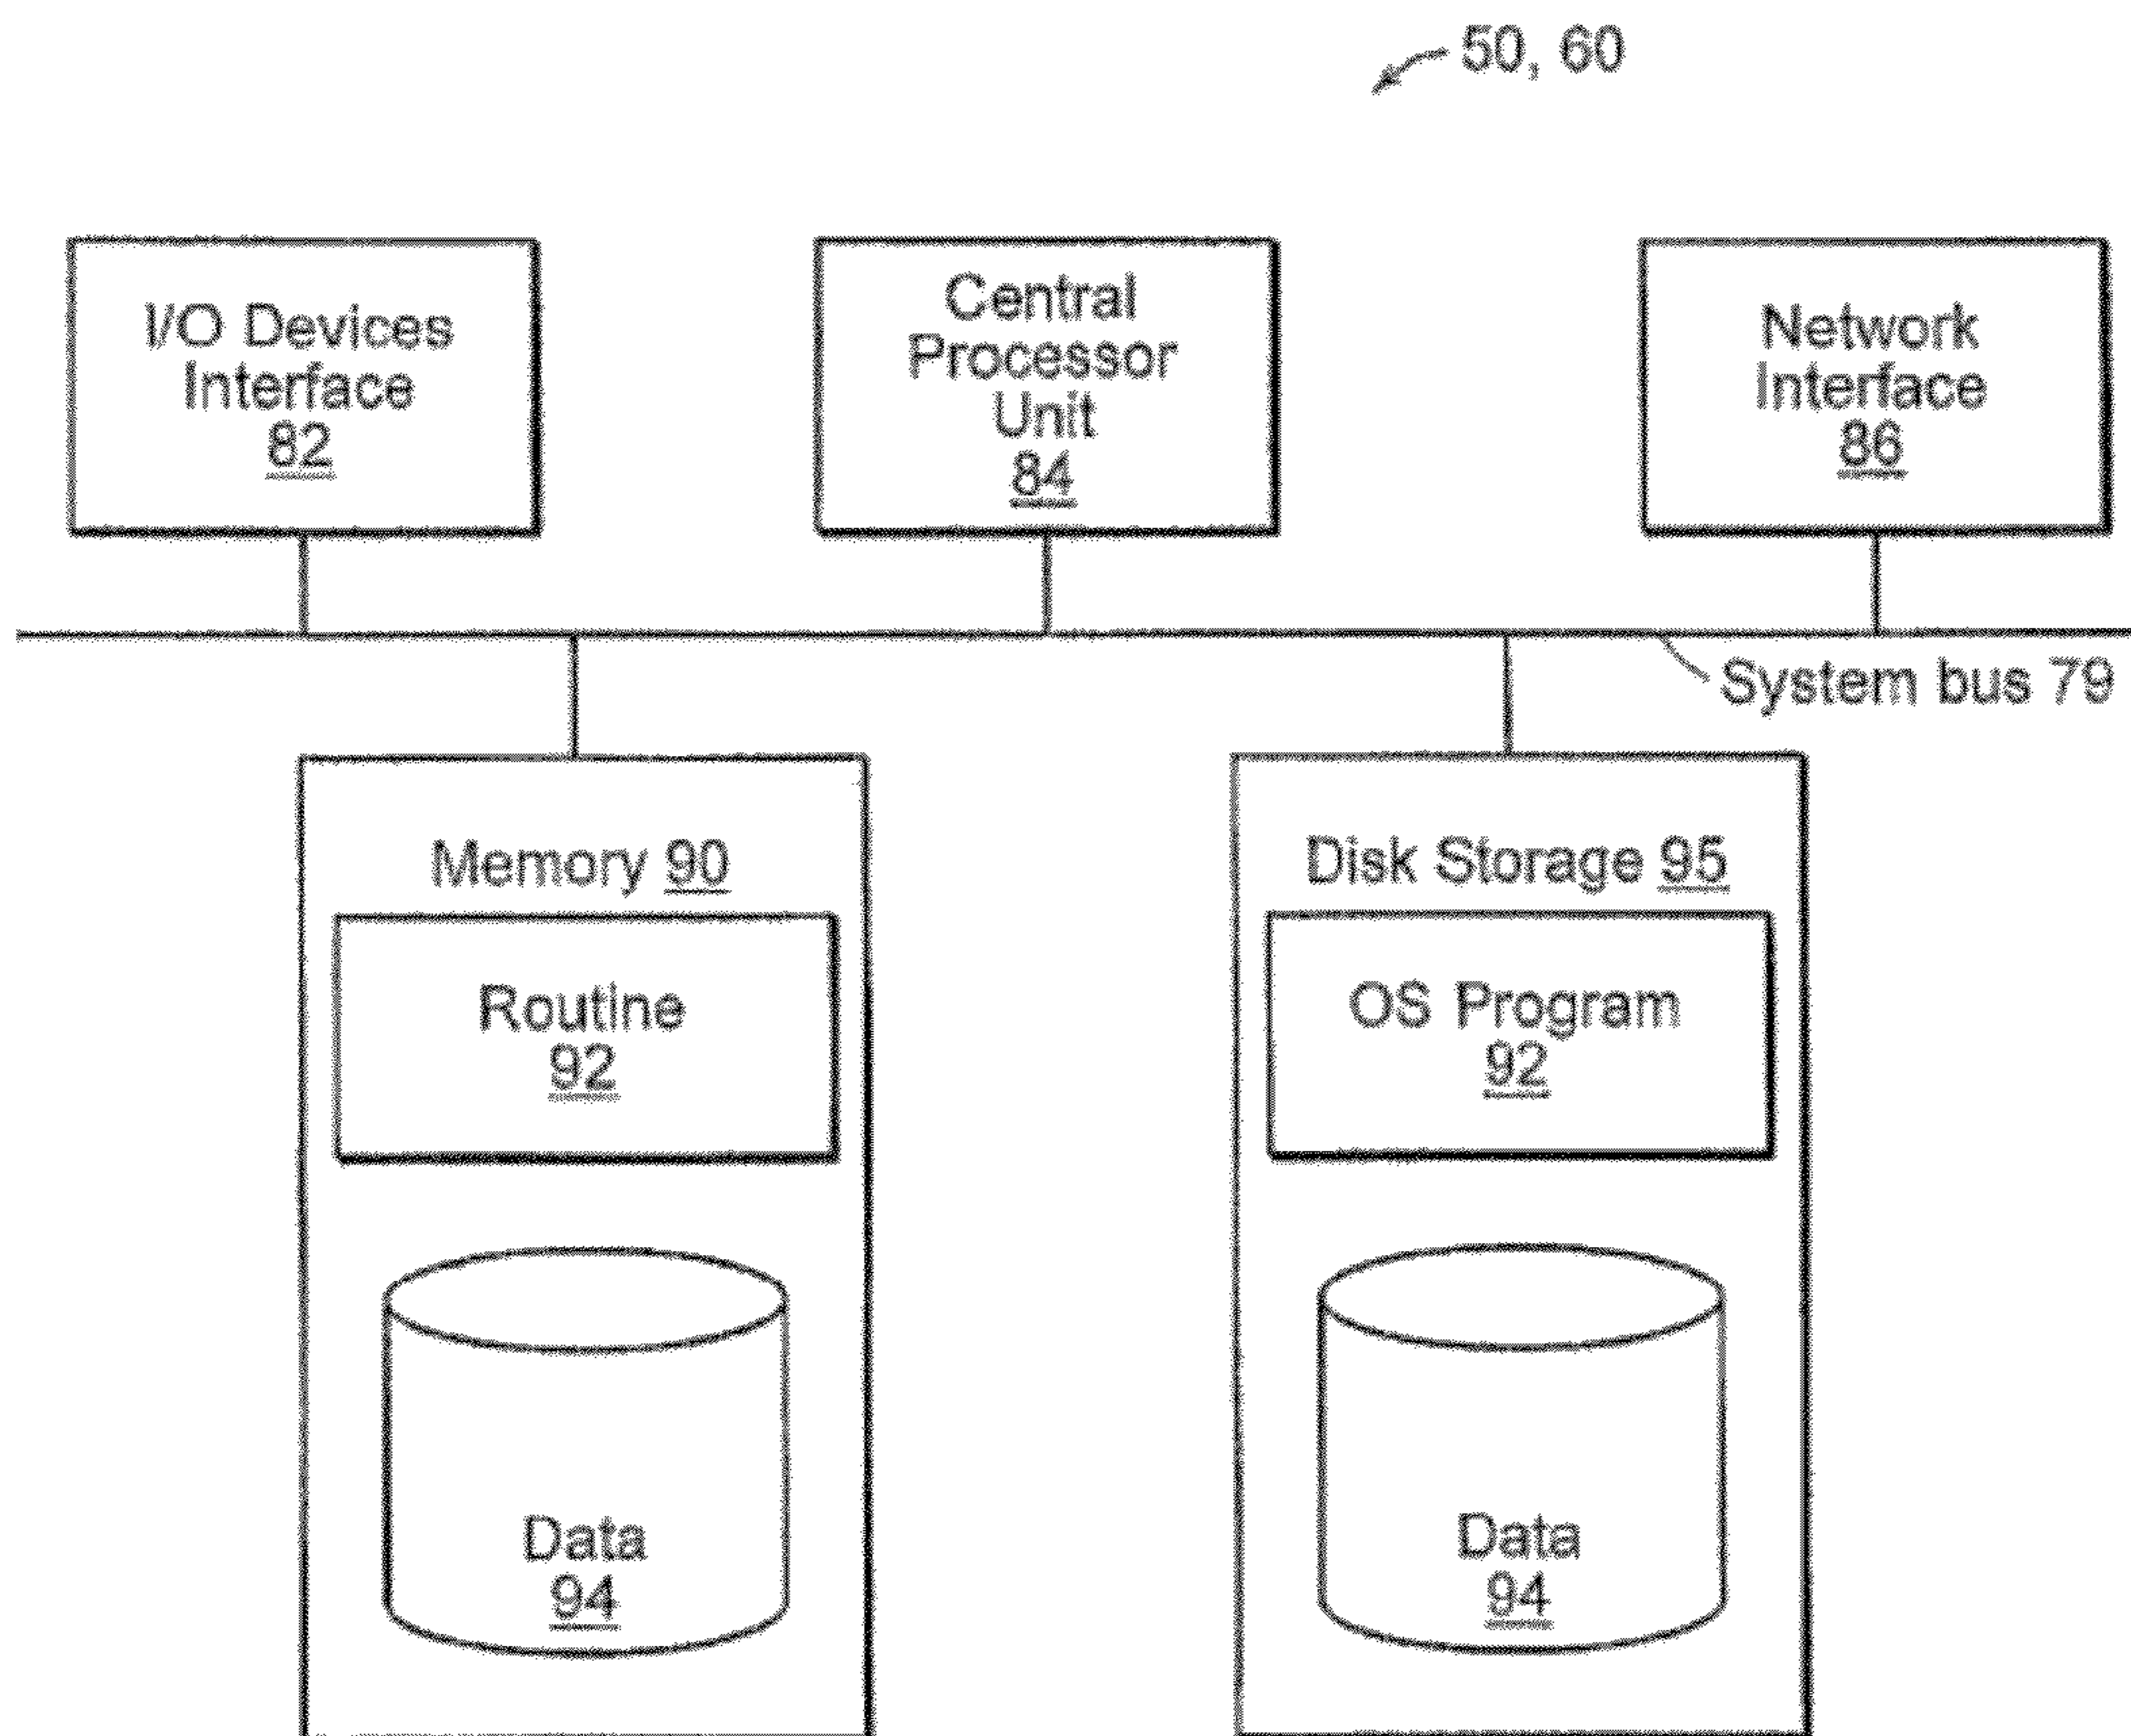 50, 60
I/O Devices
Interface
82
Central
Processor
Unit
84
Network
Interface
86
System bus 79
Memory 90
Routine
92
Data
94
Disk Storage 95
OS Program
92
Data
94